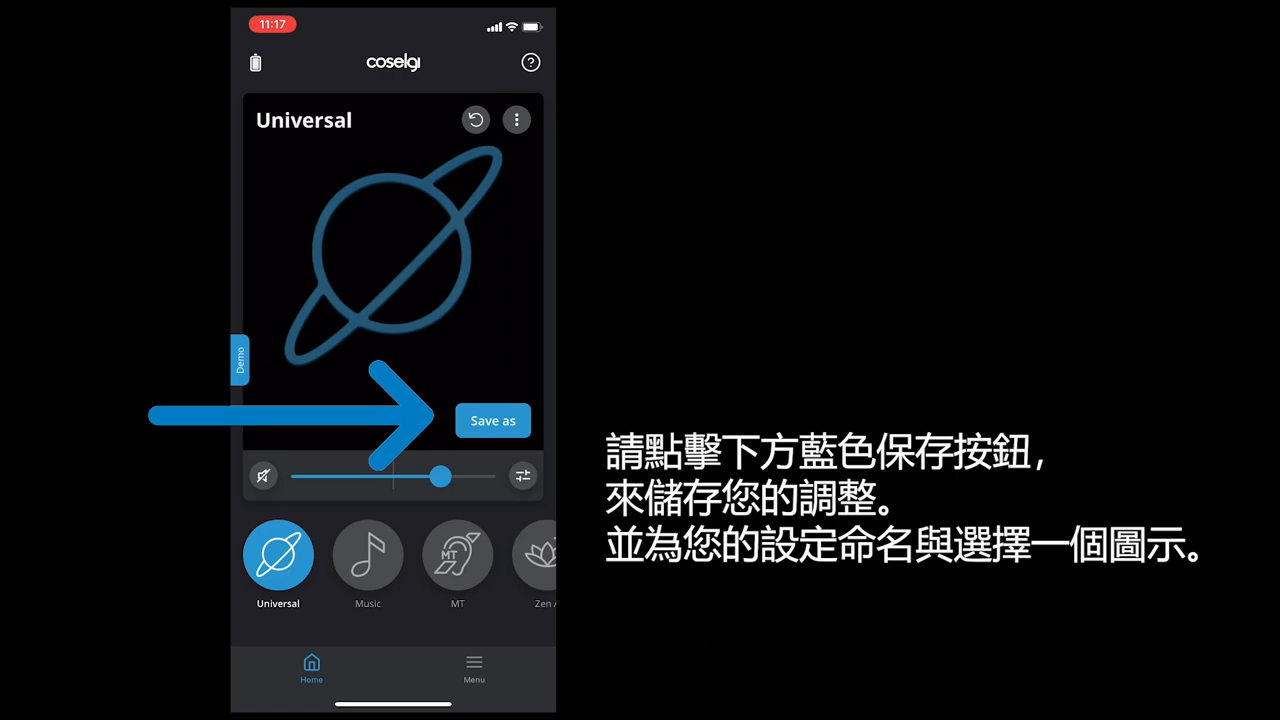 11:17
coselgi
Universal
Demo
Save as
請點擊下方藍色保存按鈕，
來儲存您的調整。
並為您的設定命名與選擇一個圖示。
MT
Universal
Music
MT
Zen
Home
Menu